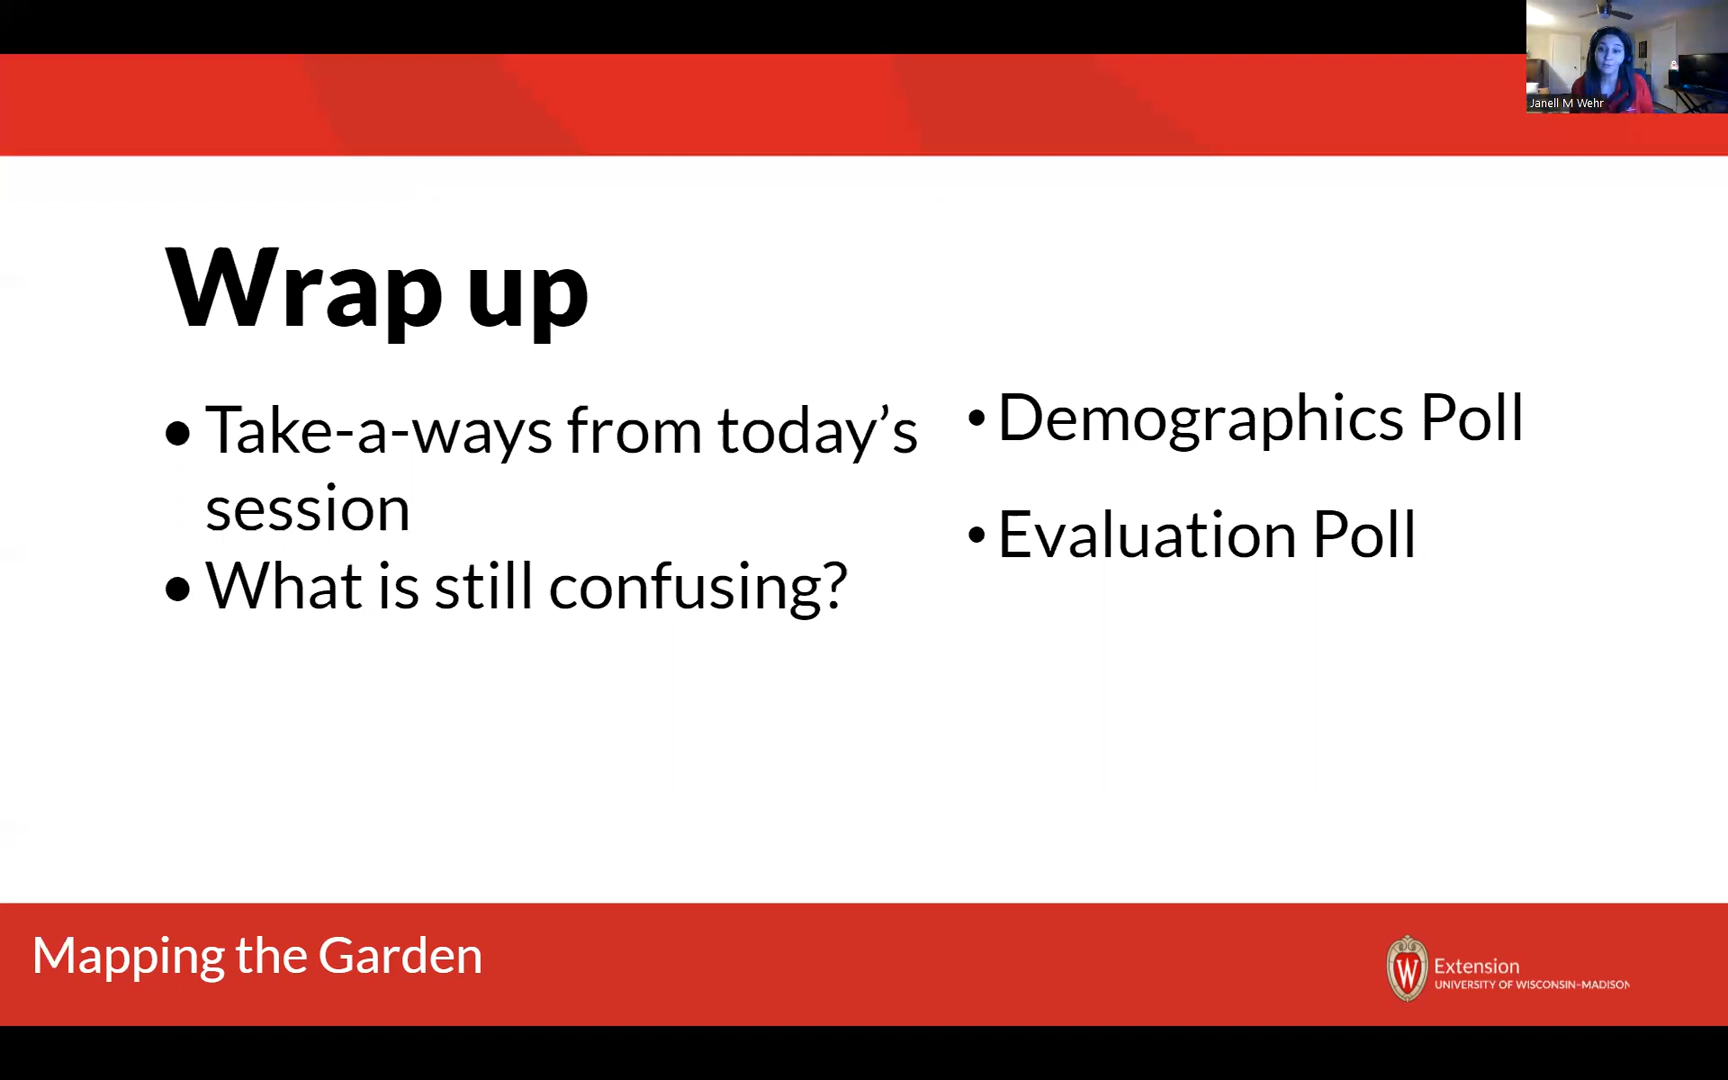 Janell M Wehr
Wrap up
• Take-a-ways from today’s
session
• What is still confusing?
• Demographics Poll
• Evaluation Poll
Mapping the Garden
W
Extension
UNIVERSITY OF WISCONSIN–MADISON